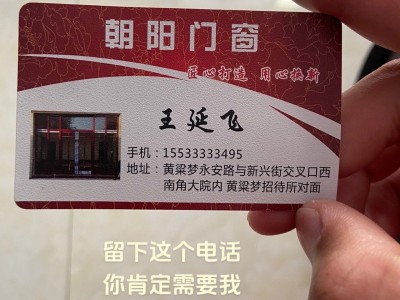 朝阳门窗
匠心打造 用心焕新
王延飞
手机：15533333495
地址：黄粱梦永安路与新兴街交叉口西
南角大院内 黄粱梦招待所对面
留下这个电话
你肯定需要我